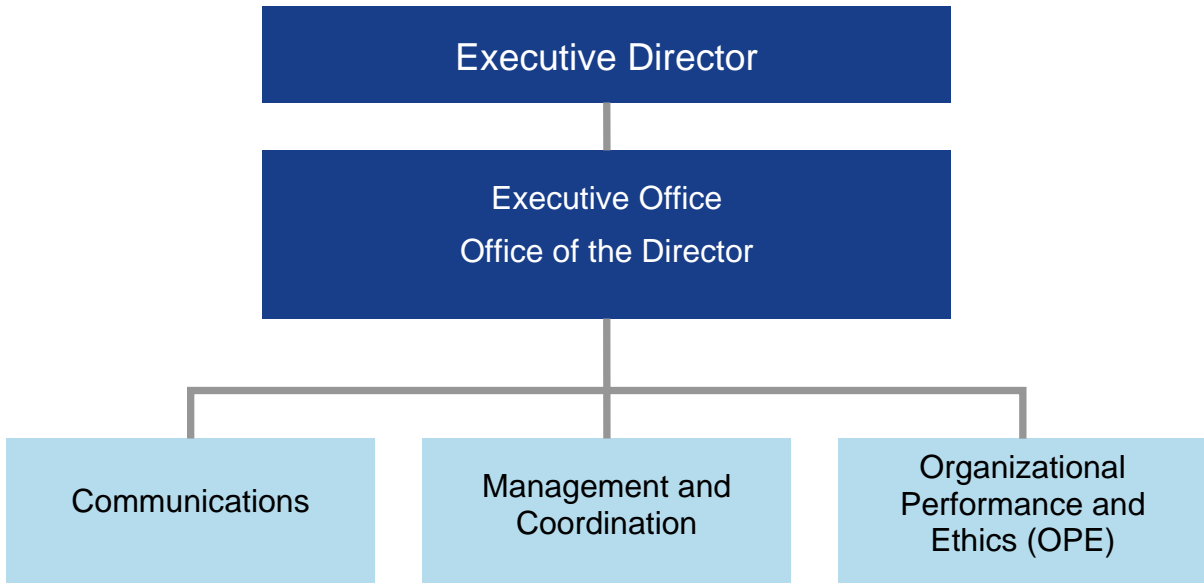 Executive Director
Executive Office
Office of the Director
Communications
Management and
Coordination
Organizational
Performance and
Ethics (OPE)